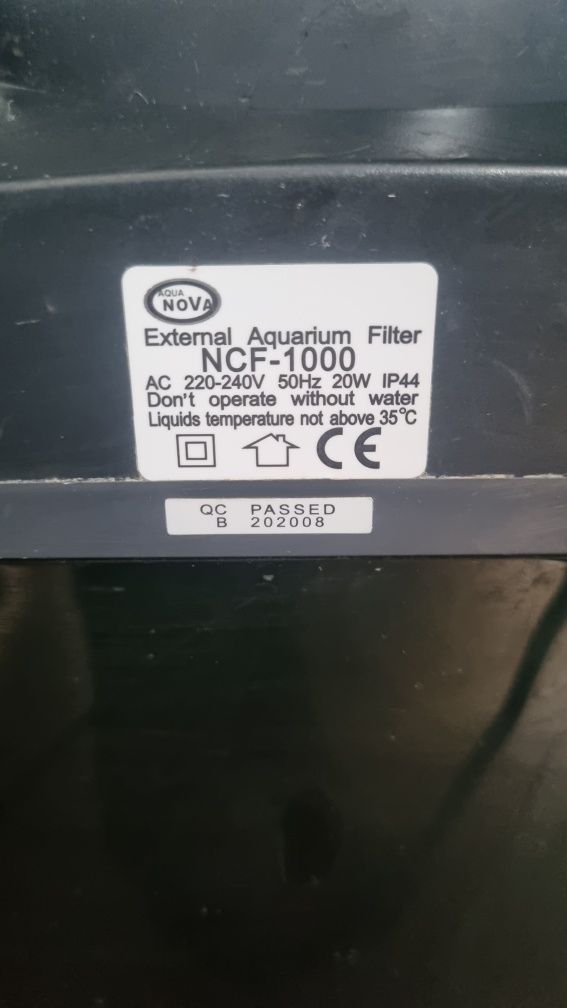 AQUA
NOVA
External Aquarium Filter
NCF-1000
AC 220-240V 50Hz 20W IP44
Don't operate without water
Liquids temperature not above 35°C
CE
QC PASSED
B 202008